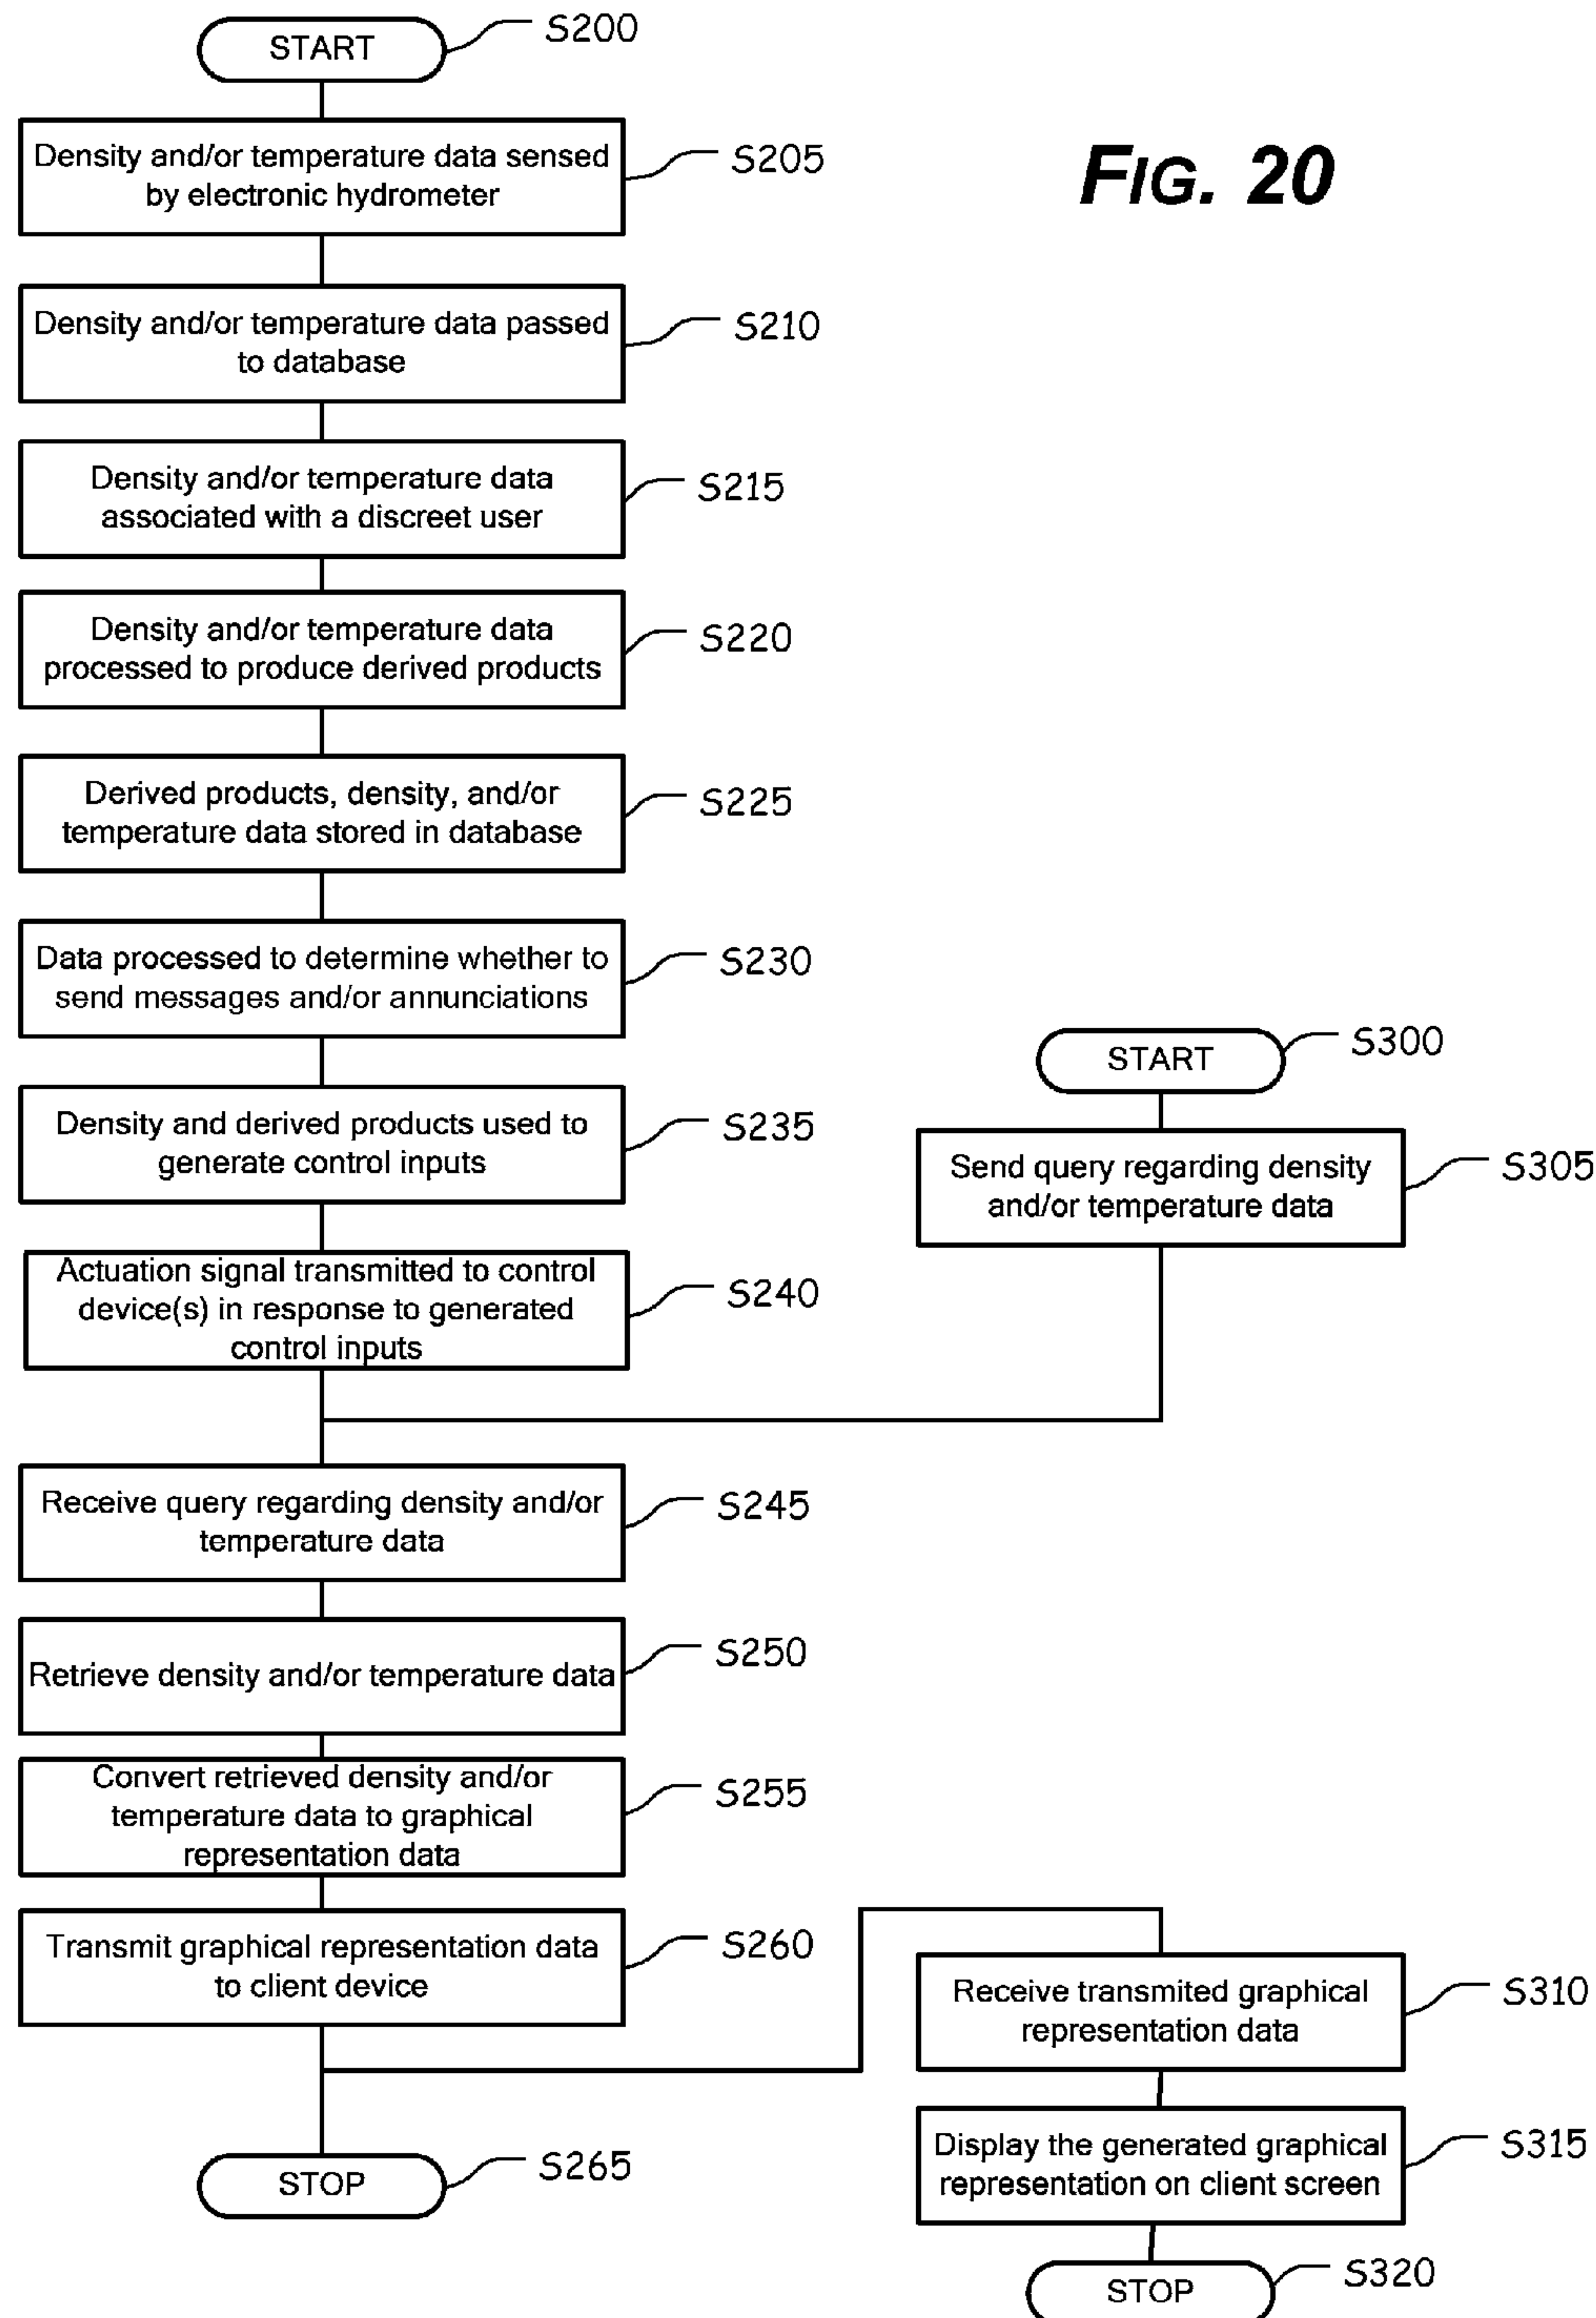 START
S200
FIG. 20
Density and/or temperature data sensed
by electronic hydrometer
S205
Density and/or temperature data passed
to database
S210
Density and/or temperature data
associated with a discreet user
S215
Density and/or temperature data
processed to produce derived products
S220
Derived products, density, and/or
temperature data stored in database
S225
Data processed to determine whether to
send messages and/or annunciations
S230
Density and derived products used to
generate control inputs
S235
Actuation signal transmitted to control
device(s) in response to generated
control inputs
S240
START
S300
Send query regarding density
and/or temperature data
S305
Receive query regarding density and/or
temperature data
S245
Retrieve density and/or temperature data
S250
Convert retrieved density and/or
temperature data to graphical
representation data
S255
Transmit graphical representation data
to client device
S260
STOP
S265
Receive transmited graphical
representation data
S310
Display the generated graphical
representation on client screen
S315
STOP
S320